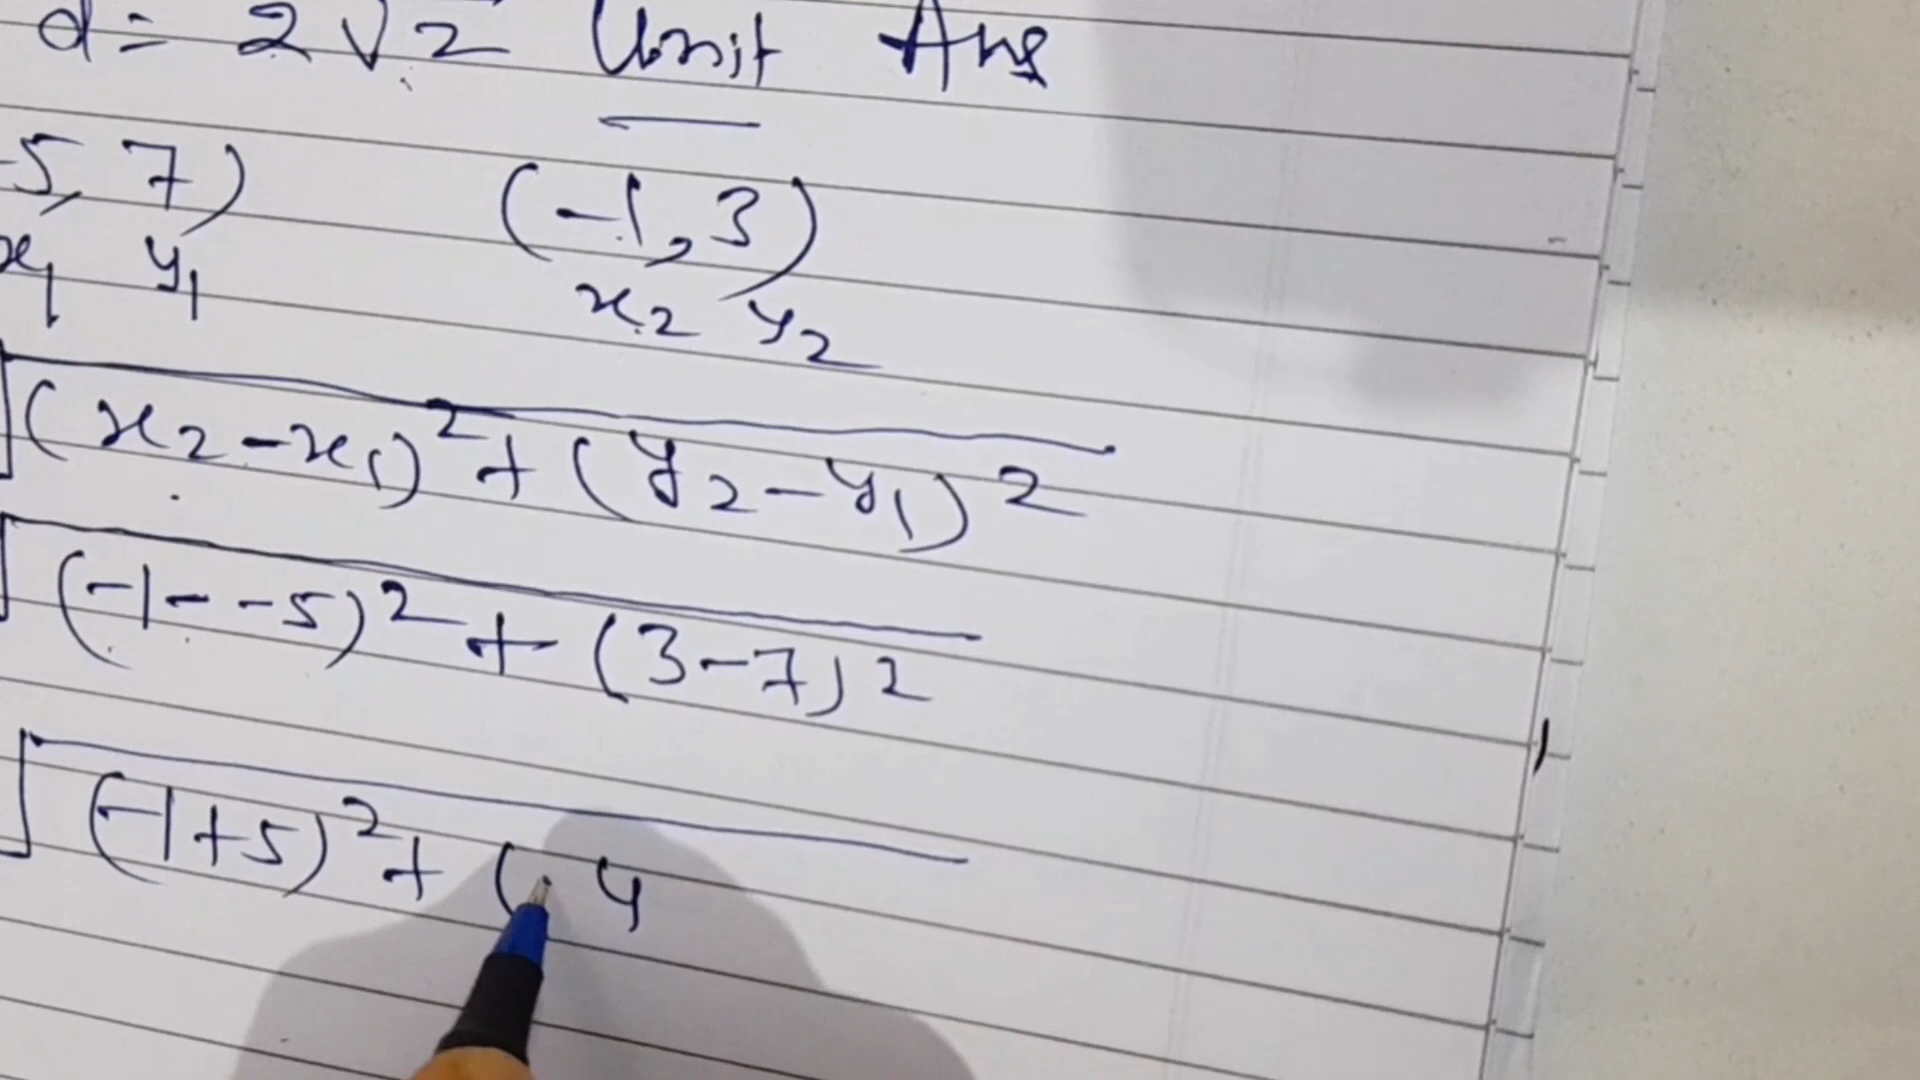 d = 2√2 Unit Ans
-5, 7) (-1, 3)
x₁ y₁ x₂ y₂
√(x₂-x₁)²+(y₂-y₁)²
√(-1--5)²+(3-7)²
√(-1+5)²+( 4